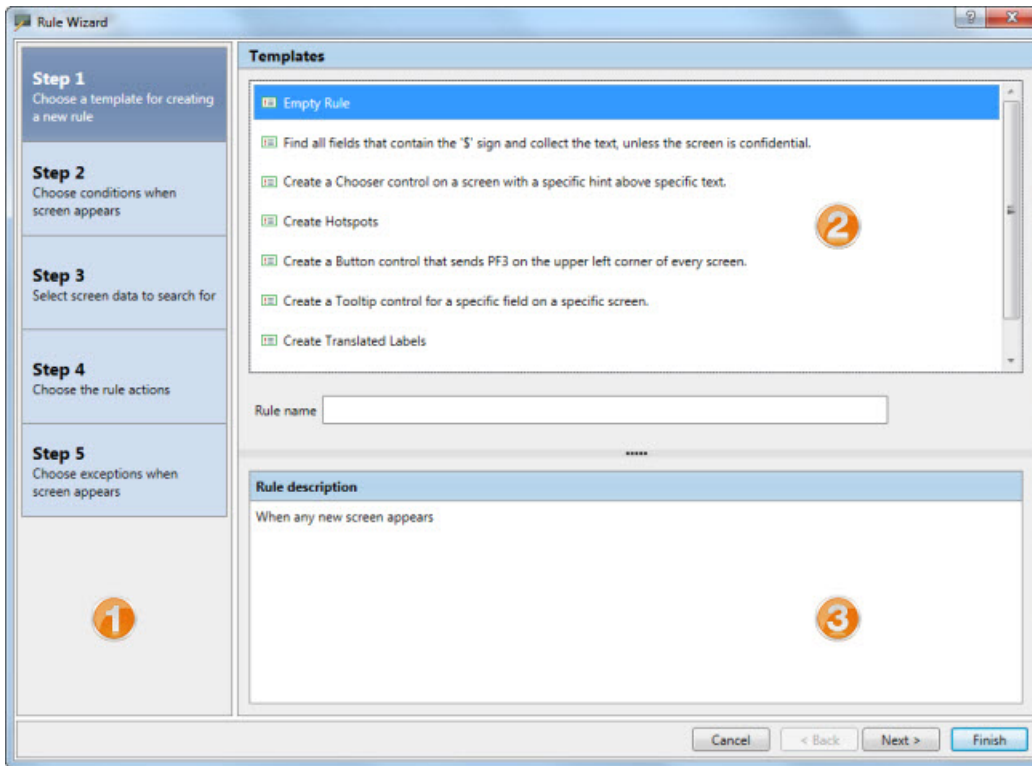 Rule Wizard
?
Step 1
Choose a template for creating
a new rule
Step 2
Choose conditions when
screen appears
Step 3
Select screen data to search for
Step 4
Choose the rule actions
Step 5
Choose exceptions when
screen appears
1
Templates
Empty Rule
Find all fields that contain the '$' sign and collect the text, unless the screen is confidential.
Create a Chooser control on a screen with a specific hint above specific text.
Create Hotspots
Create a Button control that sends PF3 on the upper left corner of every screen.
Create a Tooltip control for a specific field on a specific screen.
Create Translated Labels
2
Rule name
Rule description
When any new screen appears
3
Cancel
< Back
Next >
Finish